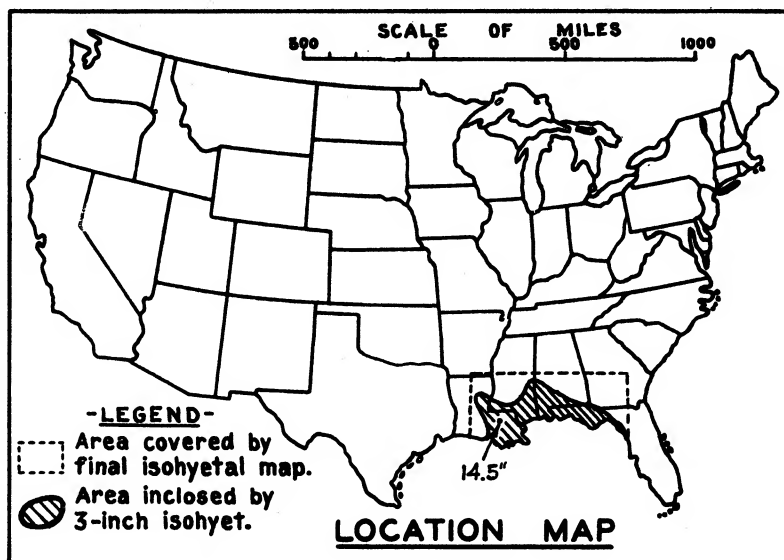 SCALE OF MILES
500 0 500 1000
-LEGEND-
Area covered by
final isohyetal map.
Area inclosed by
3-inch isohyet.
14.5"
LOCATION MAP